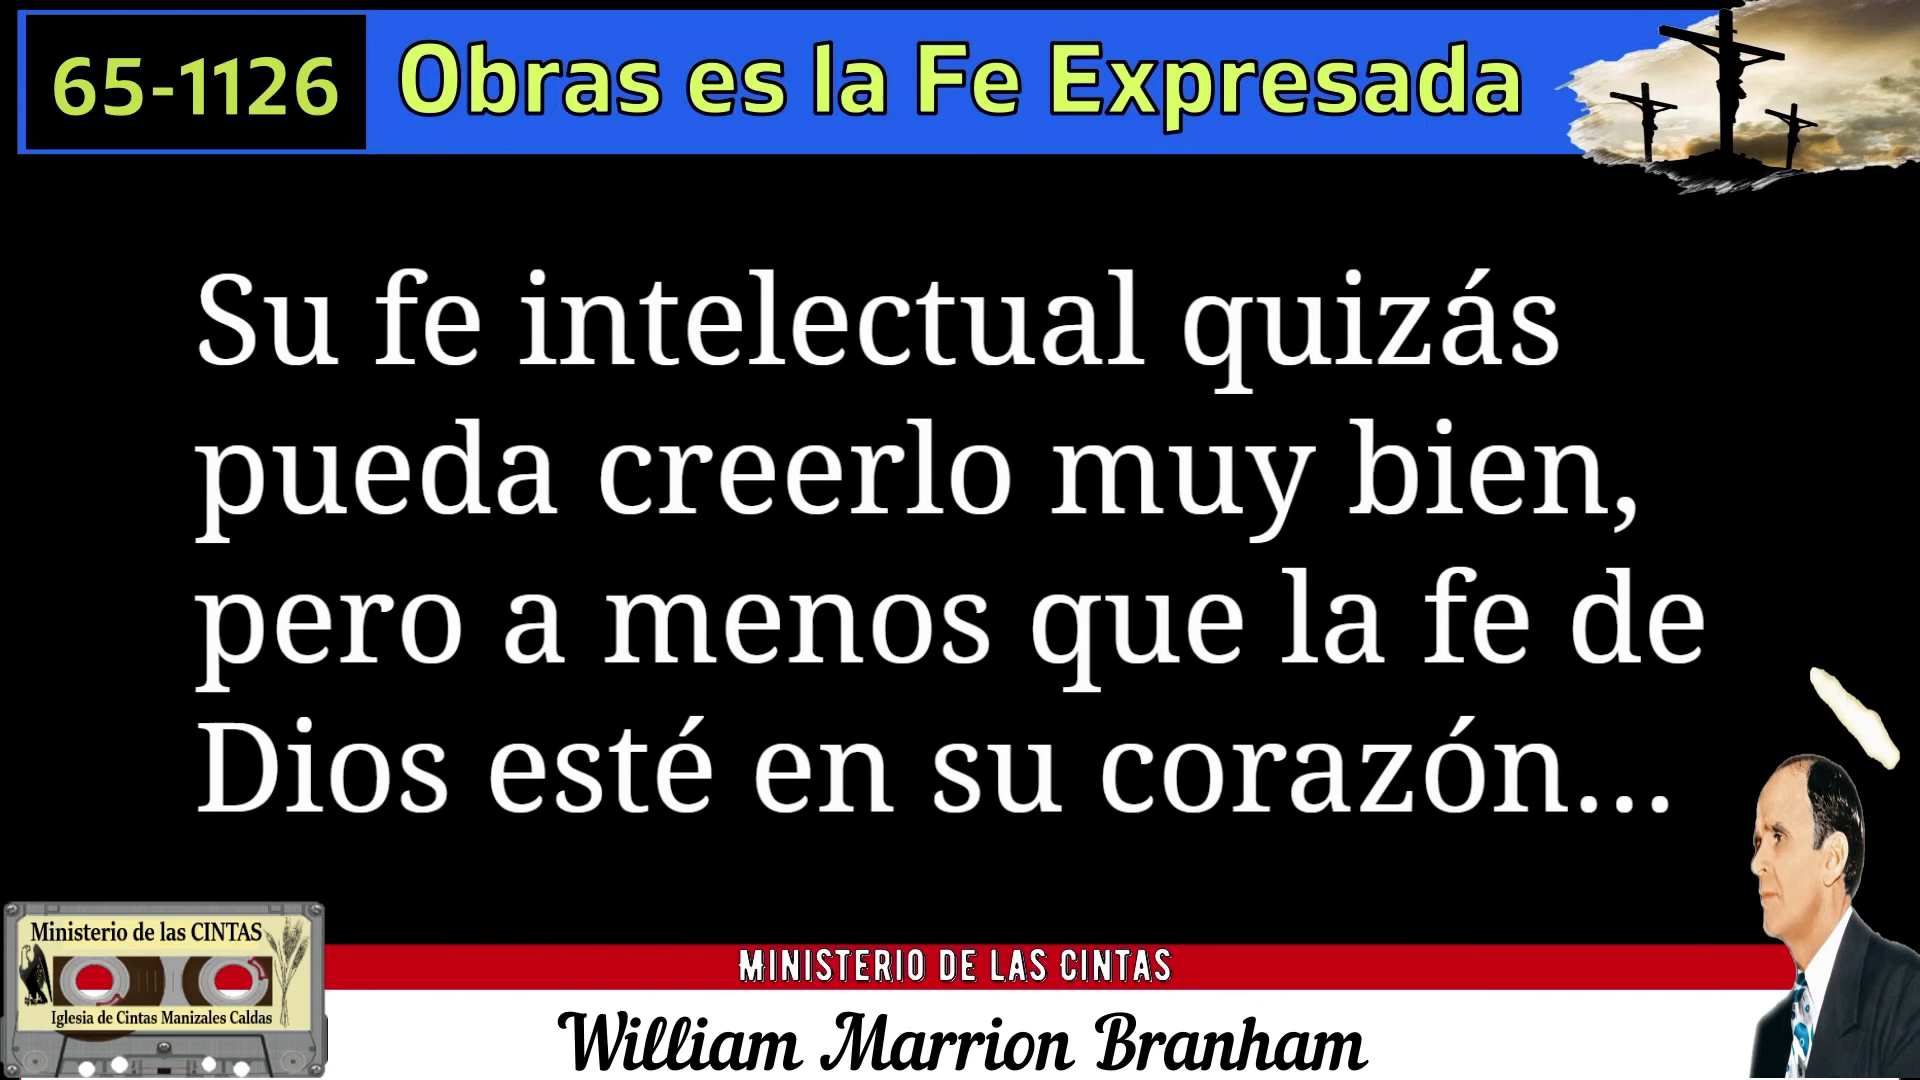 65-1126
Obras es la Fe Expresada
Su fe intelectual quizás
pueda creerlo muy bien,
pero a menos que la fe de
Dios esté en su corazón...
Ministerio de las CINTAS
Iglesia de Cintas Manizales Caldas
MINISTERIO DE LAS CINTAS
William Marrion Branham